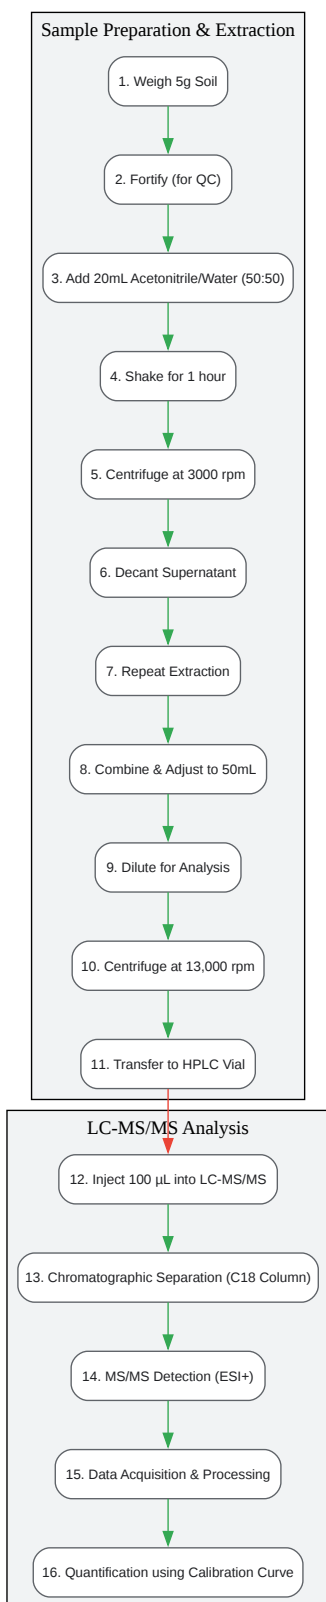 Sample Preparation & Extraction
1. Weigh 5g Soil
2. Fortify (for QC)
3. Add 20mL Acetonitrile/Water (50:50)
4. Shake for 1 hour
5. Centrifuge at 3000 rpm
6. Decant Supernatant
7. Repeat Extraction
8. Combine & Adjust to 50mL
9. Dilute for Analysis
10. Centrifuge at 13,000 rpm
11. Transfer to HPLC Vial
LC-MS/MS Analysis
12. Inject 100 µL into LC-MS/MS
13. Chromatographic Separation (C18 Column)
14. MS/MS Detection (ESI+)
15. Data Acquisition & Processing
16. Quantification using Calibration Curve